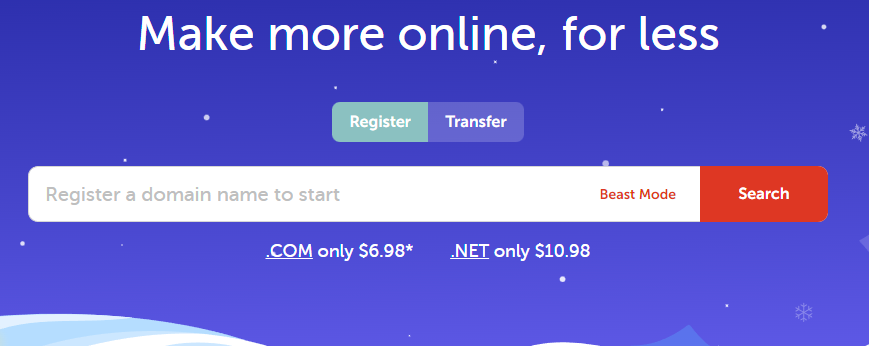 Make more online, for less
Register Transfer
Register a domain name to start Beast Mode Search
.COM only $6.98* .NET only $10.98